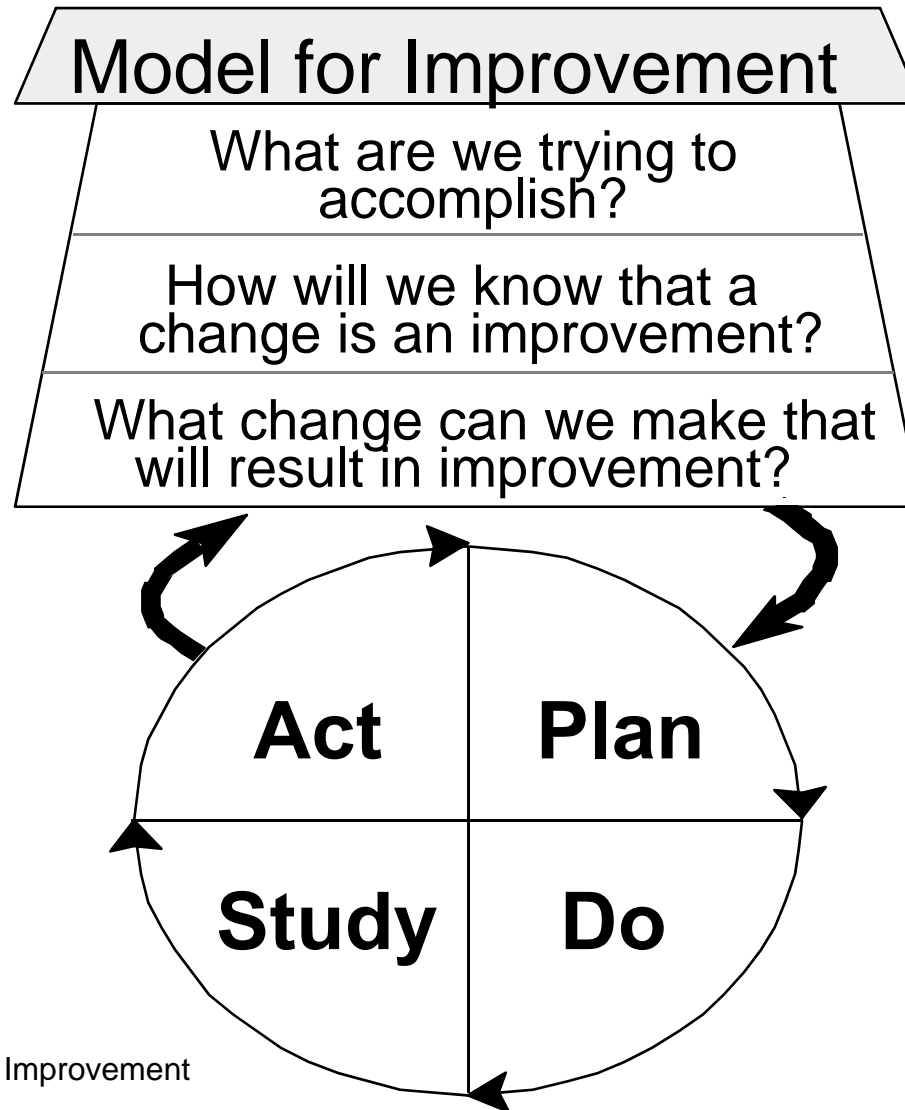 Model for Improvement
What are we trying to
accomplish?
How will we know that a
change is an improvement?
What change can we make that
will result in improvement?
Act
Plan
Study
Do
Improvement